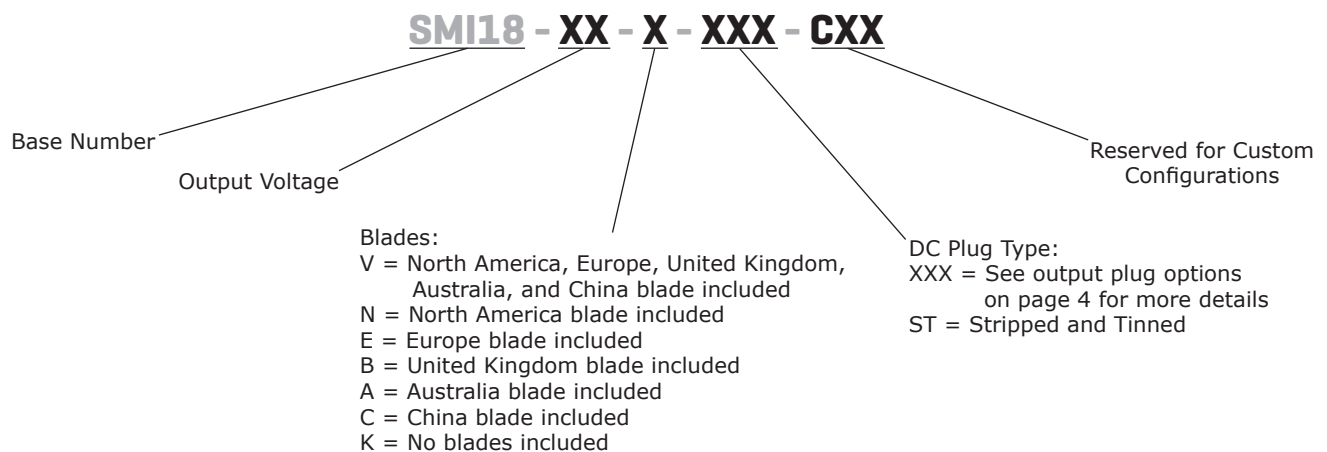 SMI18 - XX - X - XXX - CXX
Base Number
Output Voltage
Reserved for Custom
Configurations
Blades:
V = North America, Europe, United Kingdom,
Australia, and China blade included
N = North America blade included
E = Europe blade included
B = United Kingdom blade included
A = Australia blade included
C = China blade included
K = No blades included
DC Plug Type:
XXX = See output plug options
on page 4 for more details
ST = Stripped and Tinned